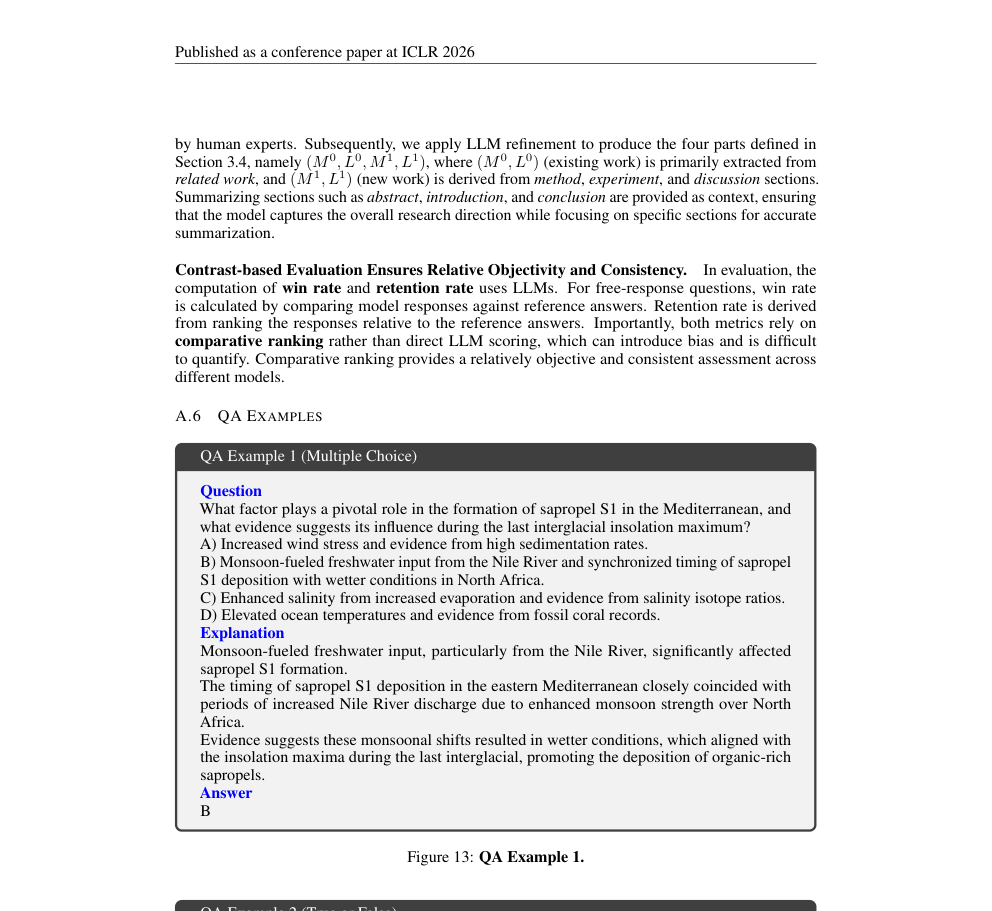 Published as a conference paper at ICLR 2026
by human experts. Subsequently, we apply LLM refinement to produce the four parts defined in
Section 3.4, namely (M⁰, L⁰, M¹, L¹), where (M⁰, L⁰) (existing work) is primarily extracted from
related work, and (M¹, L¹) (new work) is derived from method, experiment, and discussion sections.
Summarizing sections such as abstract, introduction, and conclusion are provided as context, ensuring
that the model captures the overall research direction while focusing on specific sections for accurate
summarization.
Contrast-based Evaluation Ensures Relative Objectivity and Consistency. In evaluation, the
computation of win rate and retention rate uses LLMs. For free-response questions, win rate
is calculated by comparing model responses against reference answers. Retention rate is derived
from ranking the responses relative to the reference answers. Importantly, both metrics rely on
comparative ranking rather than direct LLM scoring, which can introduce bias and is difficult
to quantify. Comparative ranking provides a relatively objective and consistent assessment across
different models.
A.6 QA EXAMPLES
QA Example 1 (Multiple Choice)
Question
What factor plays a pivotal role in the formation of sapropel S1 in the Mediterranean, and
what evidence suggests its influence during the last interglacial insolation maximum?
A) Increased wind stress and evidence from high sedimentation rates.
B) Monsoon-fueled freshwater input from the Nile River and synchronized timing of sapropel
S1 deposition with wetter conditions in North Africa.
C) Enhanced salinity from increased evaporation and evidence from salinity isotope ratios.
D) Elevated ocean temperatures and evidence from fossil coral records.
Explanation
Monsoon-fueled freshwater input, particularly from the Nile River, significantly affected
sapropel S1 formation.
The timing of sapropel S1 deposition in the eastern Mediterranean closely coincided with
periods of increased Nile River discharge due to enhanced monsoon strength over North
Africa.
Evidence suggests these monsoonal shifts resulted in wetter conditions, which aligned with
the insolation maxima during the last interglacial, promoting the deposition of organic-rich
sapropels.
Answer
B
Figure 13: QA Example 1.
QA Example 2 (True or False)